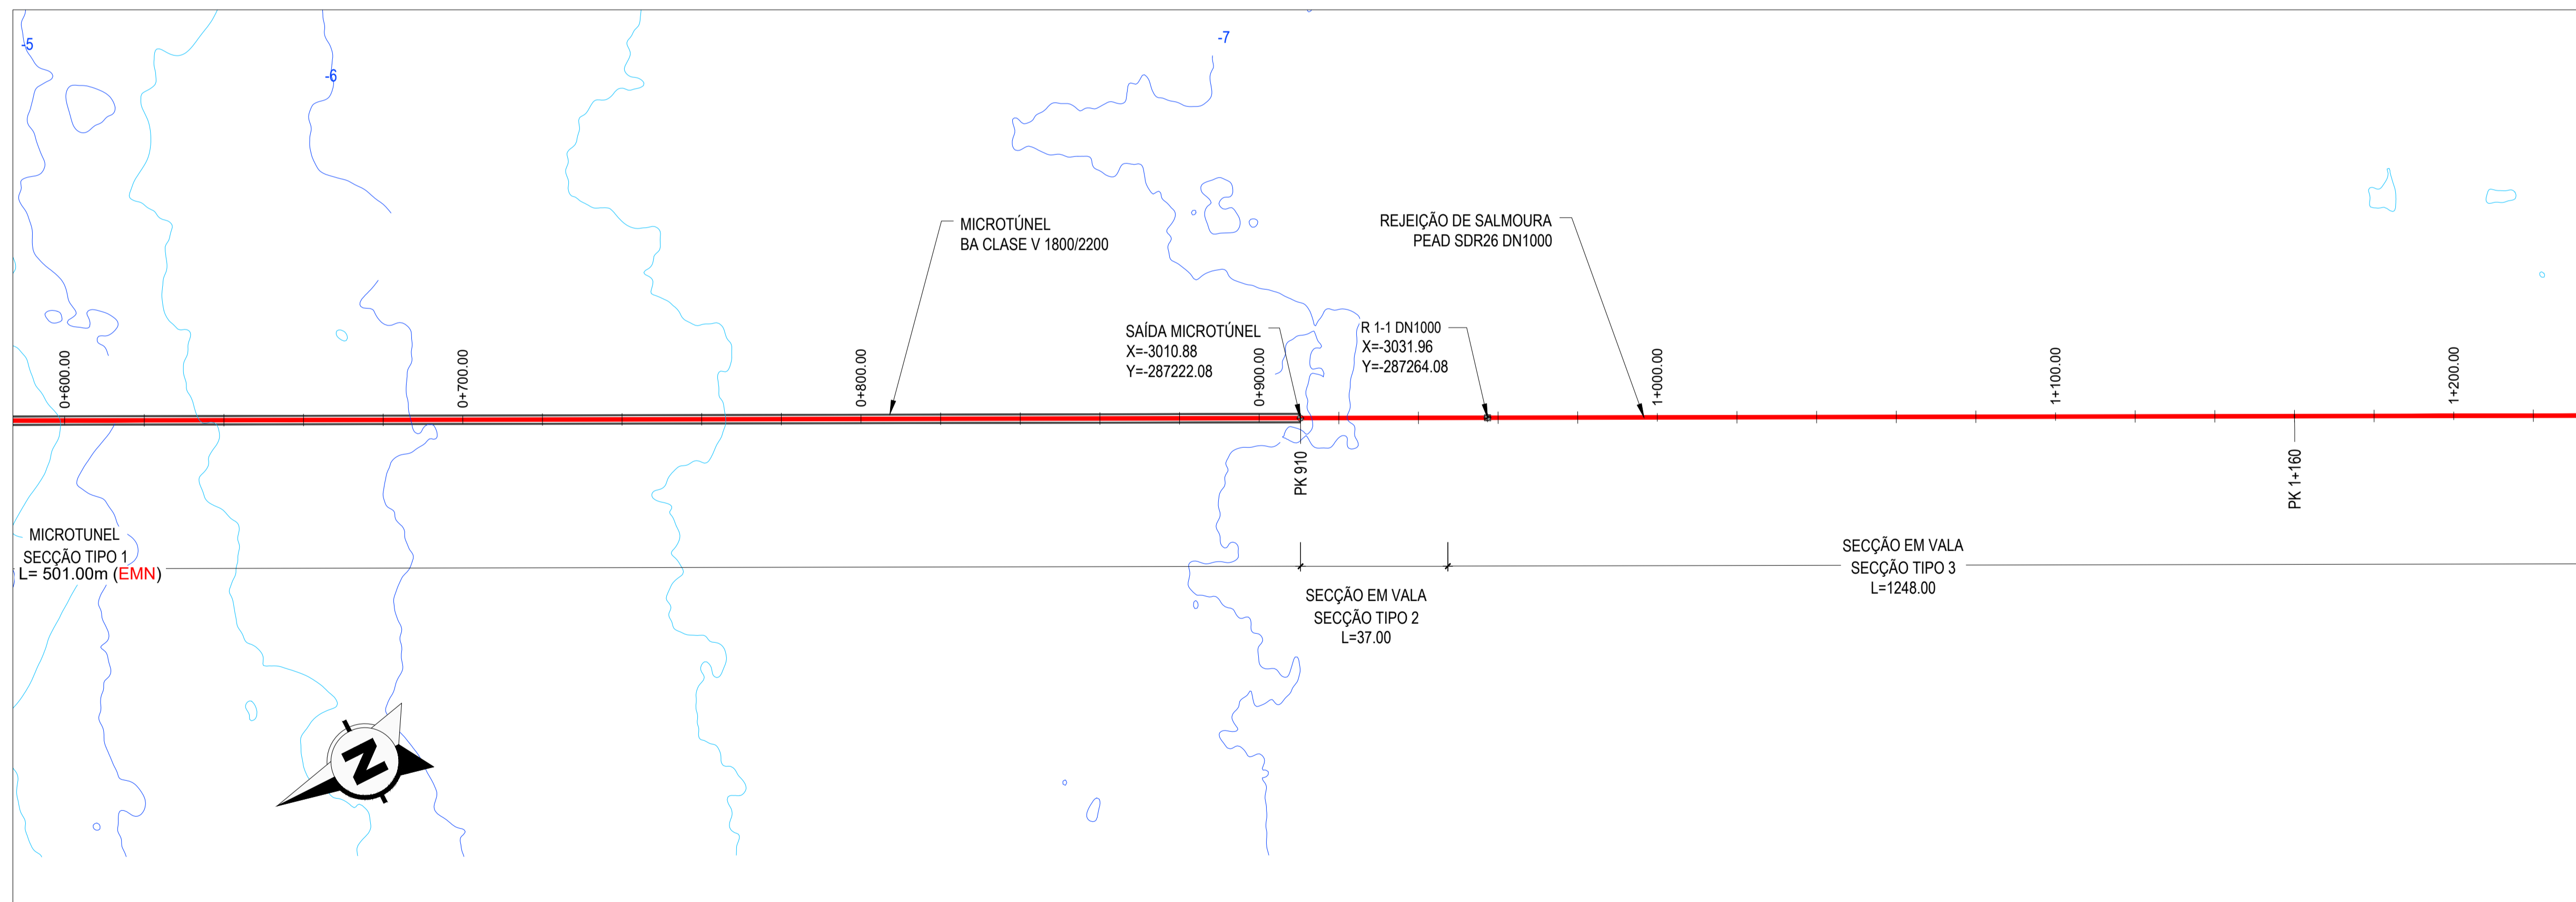 -5
-6
-7
MICROTÚNEL
BA CLASE V 1800/2200
REJEIÇÃO DE SALMOURA
PEAD SDR26 DN1000
SAÍDA MICROTÚNEL
X=-3010.88
Y=-287222.08
R 1-1 DN1000
X=-3031.96
Y=-287264.08
0+600.00
0+700.00
0+800.00
0+900.00
1+000.00
1+100.00
1+200.00
PK 910
PK 1+160
MICROTUNEL
SECÇÃO TIPO 1
L= 501.00m (EMN)
SECÇÃO EM VALA
SECÇÃO TIPO 2
L=37.00
SECÇÃO EM VALA
SECÇÃO TIPO 3
L=1248.00
N